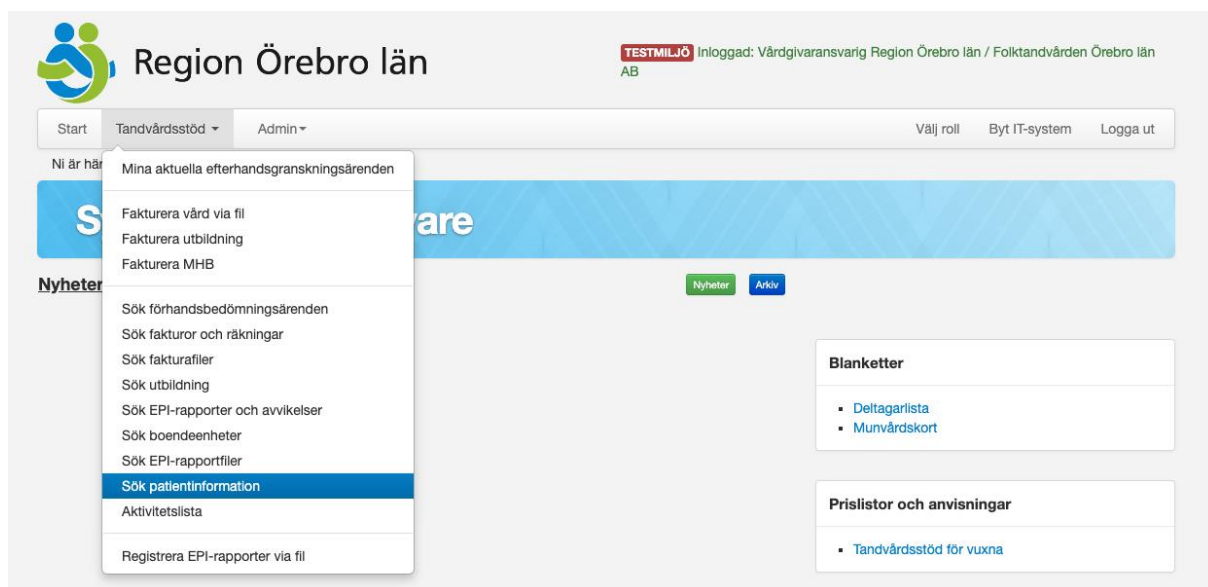 Region Örebro län
TESTMILJÖ Inloggad: Vårdgivaransvarig Region Örebro län / Folktandvården Örebro län
AB
Start Tandvårdsstöd Admin Välj roll Byt IT-system Logga ut
Ni är här
Mina aktuella efterhandsgranskningsärenden
Fakturera vård via fil
Fakturera utbildning
Fakturera MHB
Sök förhandsbedömningsärenden
Sök fakturor och räkningar
Sök fakturafiler
Sök utbildning
Sök EPI-rapporter och avvikelser
Sök boendeenheter
Sök EPI-rapportfiler
Sök patientinformation
Aktivitetslista
Registrera EPI-rapporter via fil
Nyheter
Nyheter Arkiv
Blanketter
Deltagarlista
Munvårdskort
Prislistor och anvisningar
Tandvårdsstöd för vuxna